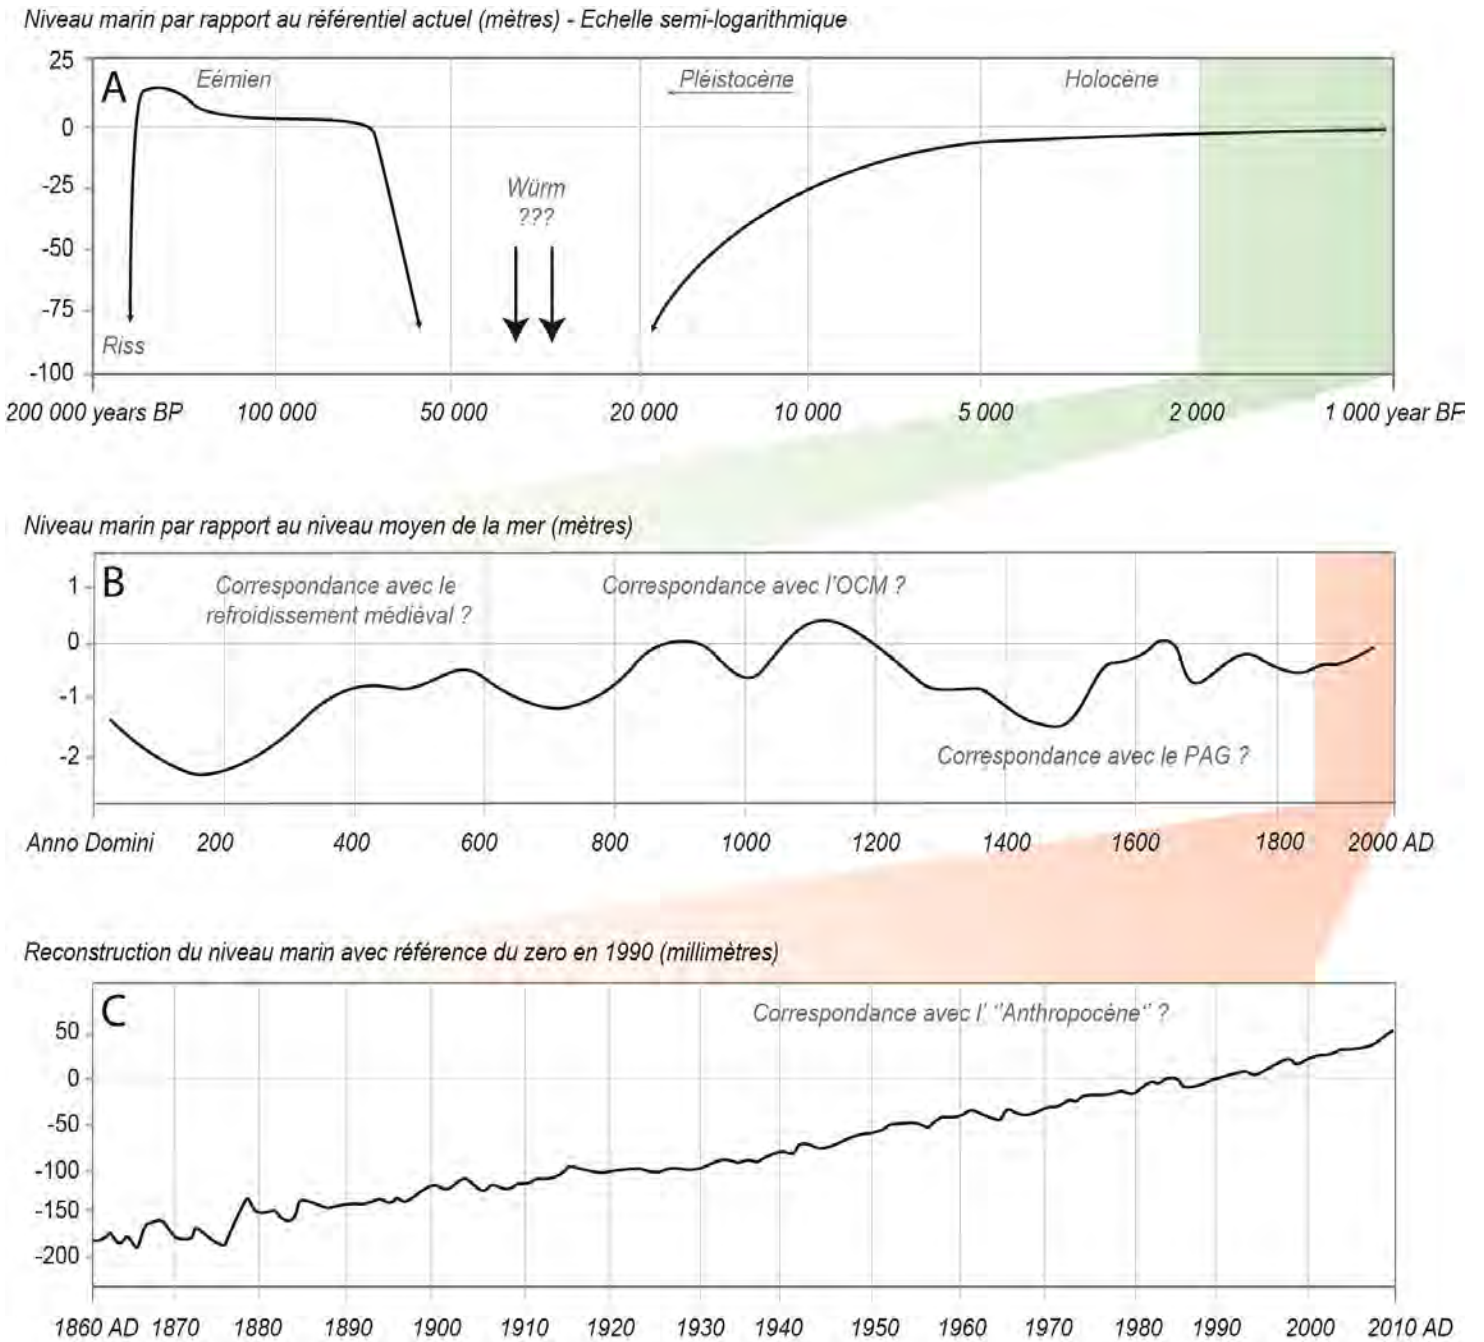 Niveau marin par rapport au référentiel actuel (mètres) - Echelle semi-logarithmique
25
A
Eémien
Pléistocène
Holocène
0
-25
Würm
???
-50
-75
Riss
-100
200 000 years BP 100 000 50 000 20 000 10 000 5 000 2 000 1 000 year BP
Niveau marin par rapport au niveau moyen de la mer (mètres)
B
1
Correspondance avec le
refroidissement médiéval ?
Correspondance avec l'OCM ?
0
-1
-2
Correspondance avec le PAG ?
Anno Domini 200 400 600 800 1000 1200 1400 1600 1800 2000 AD
Reconstruction du niveau marin avec référence du zero en 1990 (millimètres)
C
Correspondance avec l' "Anthropocène" ?
50
0
-50
-100
-150
-200
1860 AD 1870 1880 1890 1900 1910 1920 1930 1940 1950 1960 1970 1980 1990 2000 2010 AD